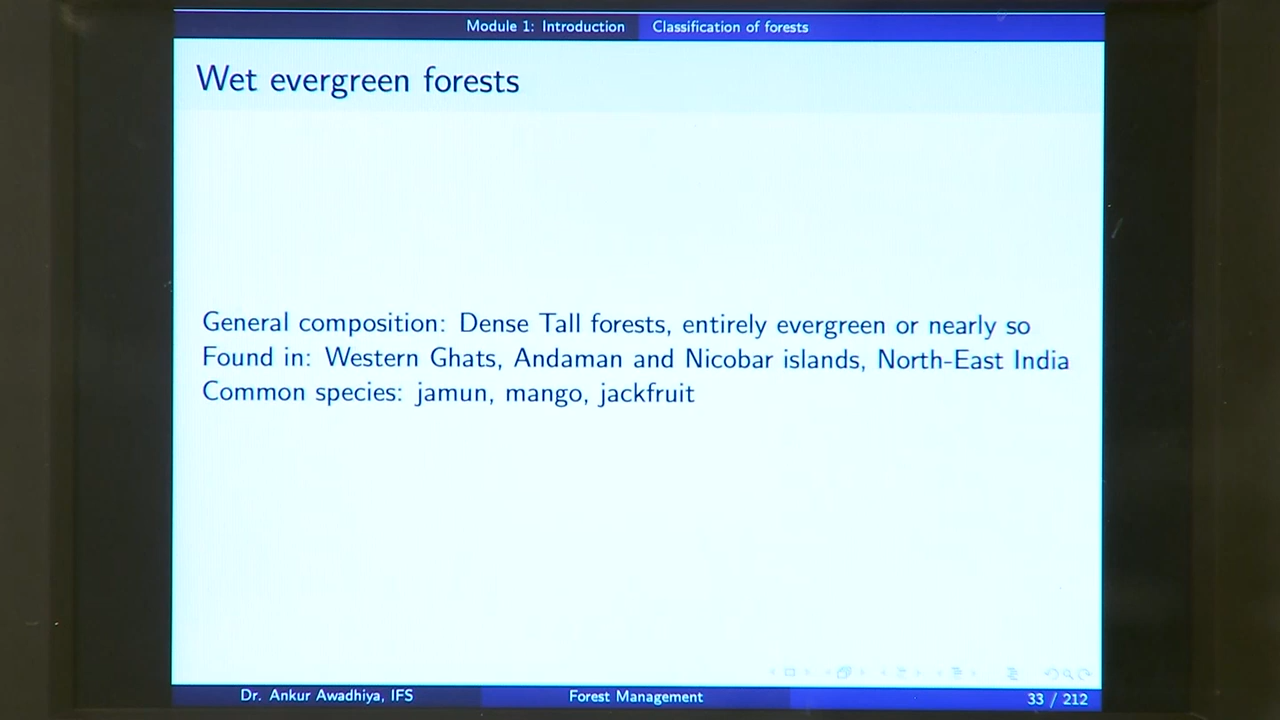 Module 1: Introduction Classification of forests
Wet evergreen forests
General composition: Dense Tall forests, entirely evergreen or nearly so
Found in: Western Ghats, Andaman and Nicobar islands, North-East India
Common species: jamun, mango, jackfruit
Dr. Ankur Awadhiya, IFS Forest Management 33 / 212